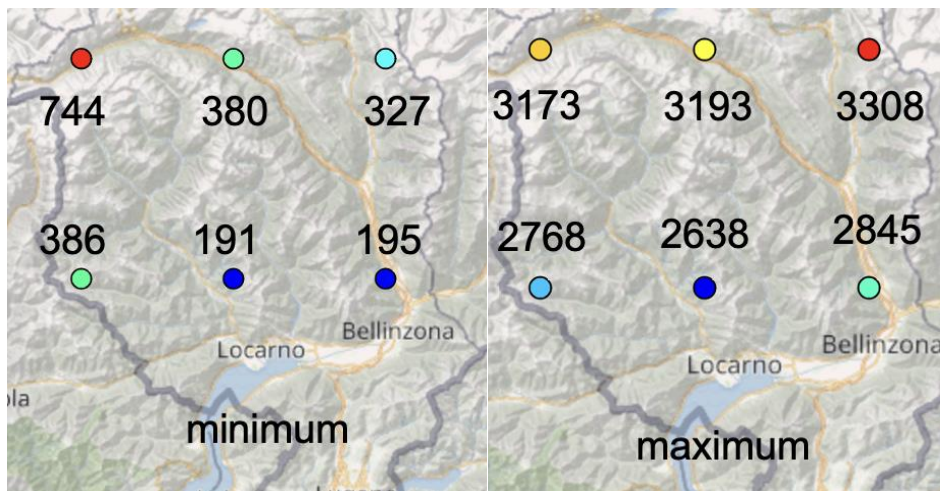 744 380 327
386 191 195
Bellinzona
Locarno
ola
minimum
3173 3193 3308
2768 2638 2845
Bellinzona
Locarno
maximum